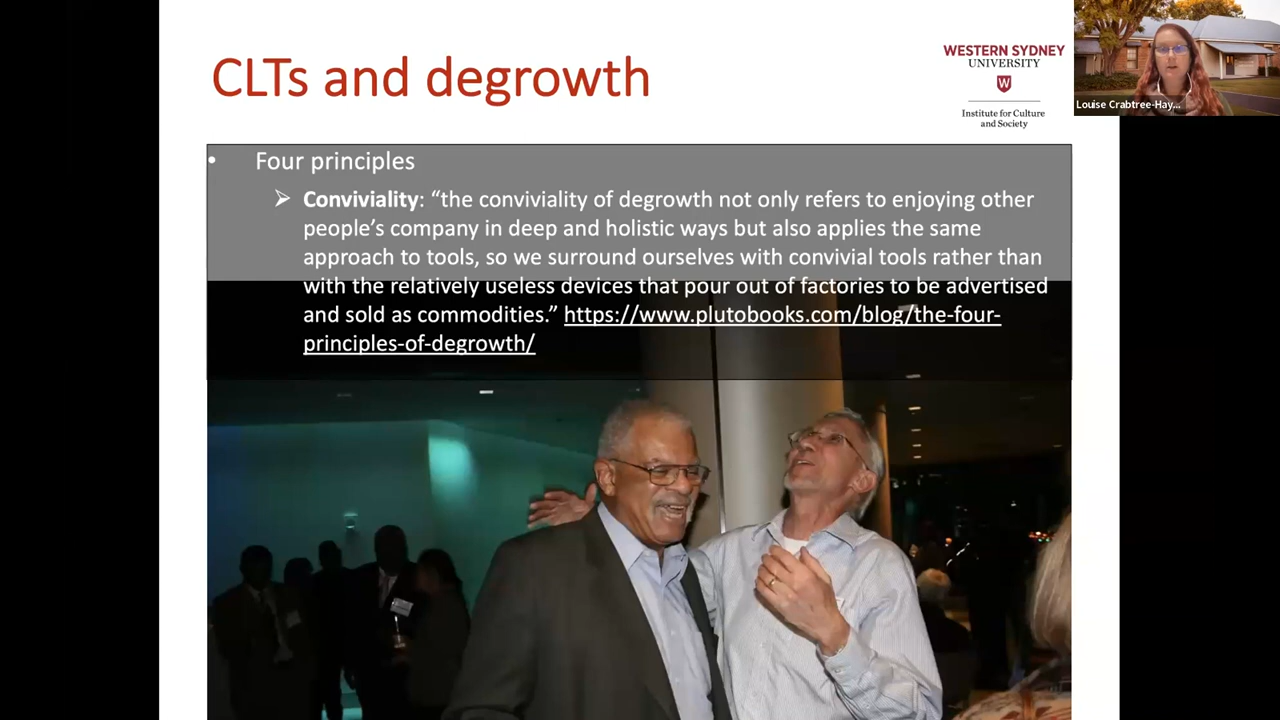 CLTs and degrowth
WESTERN SYDNEY
UNIVERSITY
W
Institute for Culture
and Society
Louise Crabtree-Hay...
• Four principles
➢ Conviviality: “the conviviality of degrowth not only refers to enjoying other
people’s company in deep and holistic ways but also applies the same
approach to tools, so we surround ourselves with convivial tools rather than
with the relatively useless devices that pour out of factories to be advertised
and sold as commodities.” https://www.plutobooks.com/blog/the-four-
principles-of-degrowth/